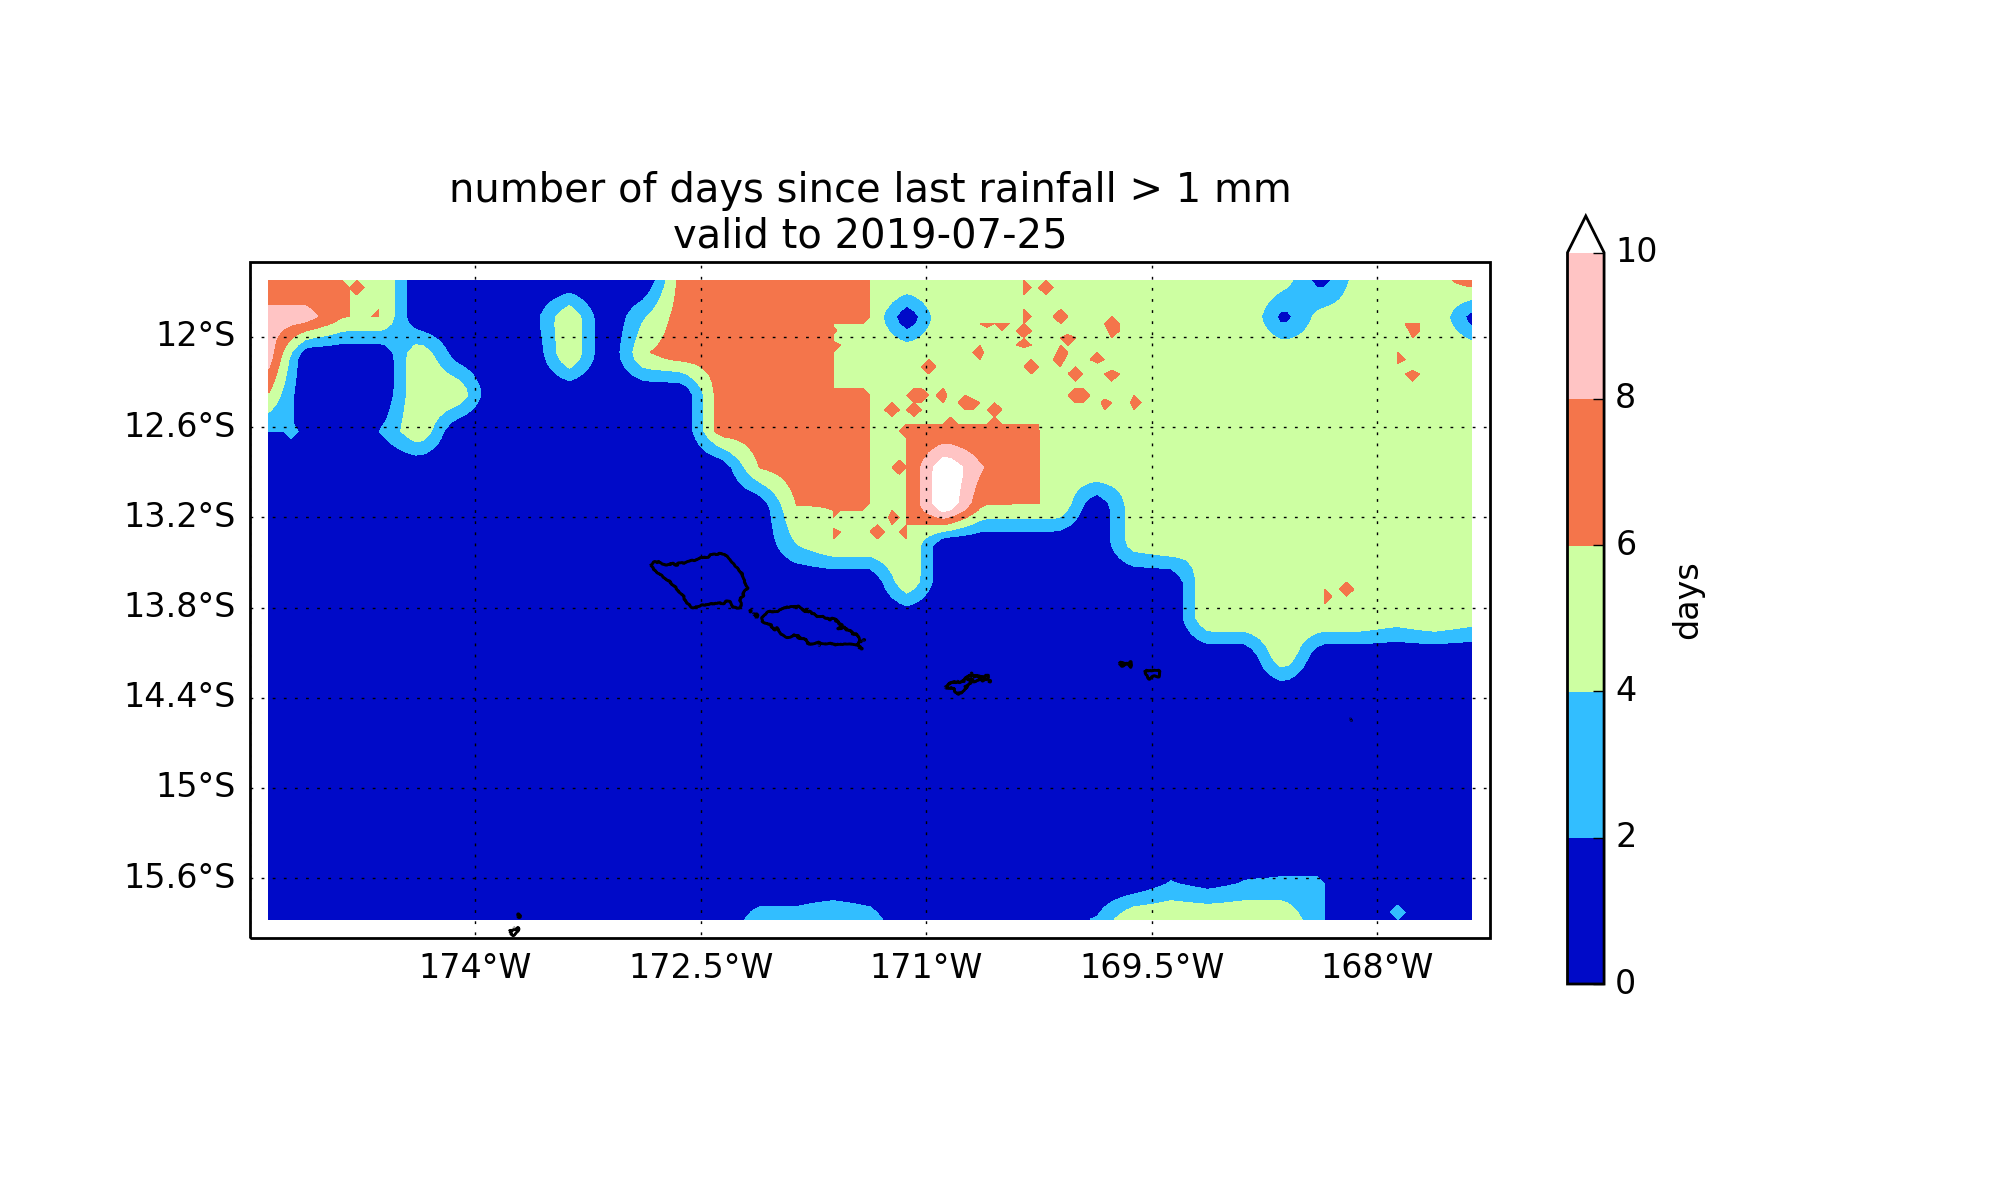 number of days since last rainfall > 1 mm
valid to 2019-07-25
12°S
12.6°S
13.2°S
13.8°S
14.4°S
15°S
15.6°S
174°W
172.5°W
171°W
169.5°W
168°W
10
8
6
4
2
0
days